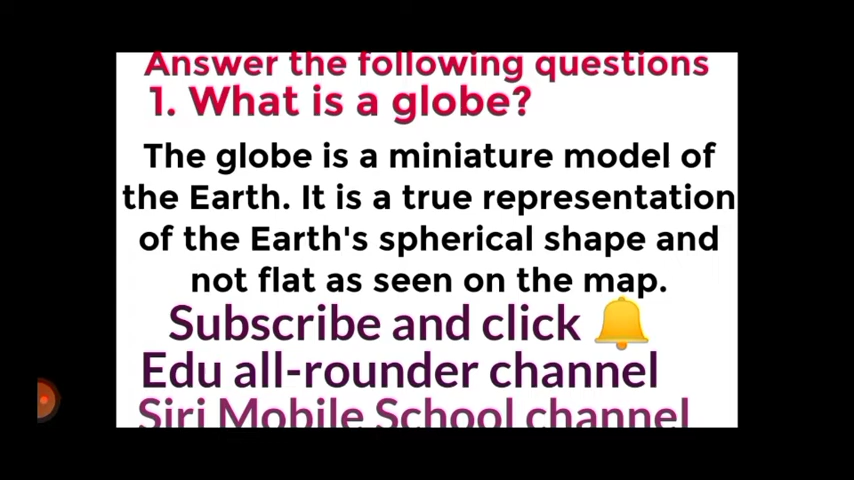 Answer the following questions
1. What is a globe?
The globe is a miniature model of
the Earth. It is a true representation
of the Earth's spherical shape and
not flat as seen on the map.
Subscribe and click 🔔
Edu all-rounder channel
Siri Mobile School channel